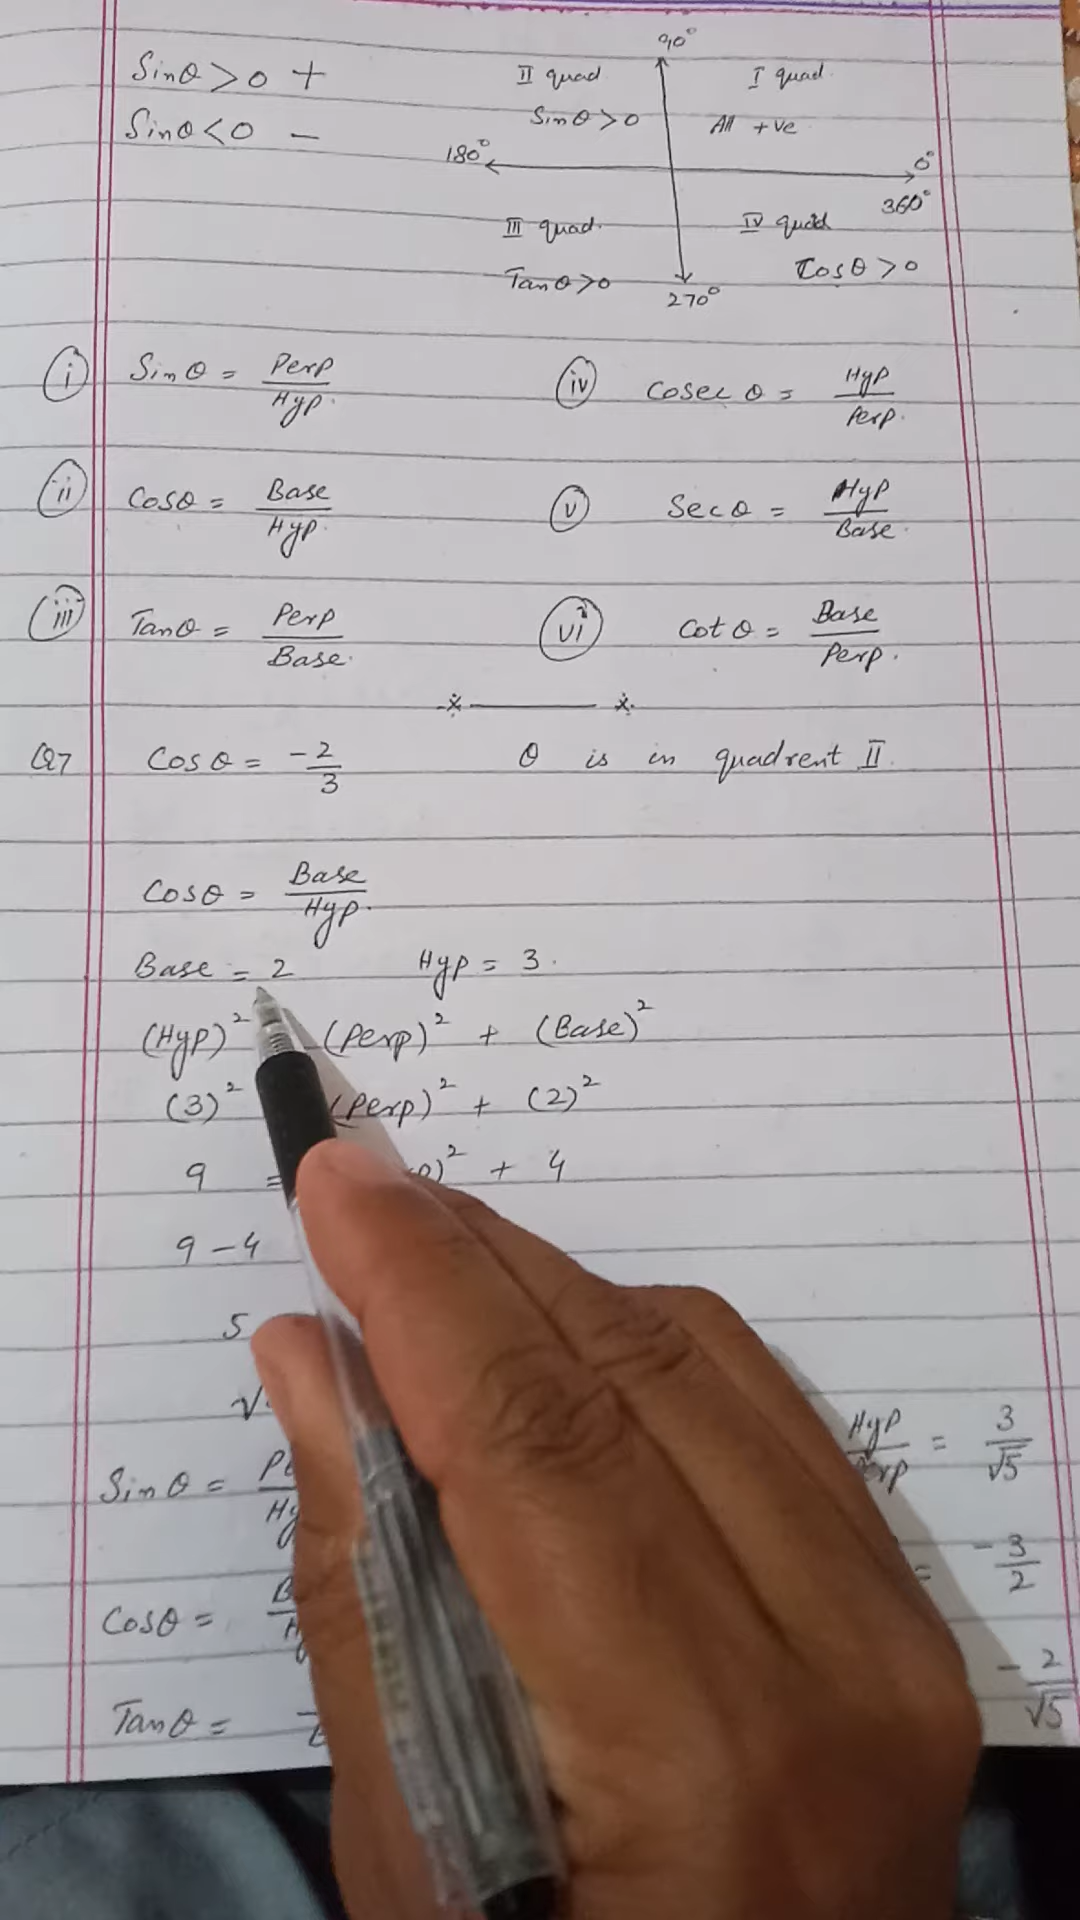 90°
Sinθ>0 +
II quad
I quad
Sinθ<0 −
Sinθ>0
All +ve
180°
0°
360°
III quad.
IV quad
Tanθ>0
270°
Cosθ>0
(i) Sinθ = Perp/Hyp.
(iv) Cosec θ = Hyp/Perp.
(ii) Cosθ = Base/Hyp.
(v) Secθ = Hyp/Base.
(iii) Tanθ = Perp/Base.
(vi) Cotθ = Base/Perp.
Q7 Cosθ = -2/3 θ is in quadrent II.
Cosθ = Base/Hyp.
Base = 2 Hyp = 3.
(Hyp)² (Perp)² + (Base)²
(3)² (Perp)² + (2)²
9 = )² + 4
9 - 4
5
√
Hyp/Perp = 3/√5
Sinθ =
= -3/2
Cosθ =
-2/√5
Tanθ =